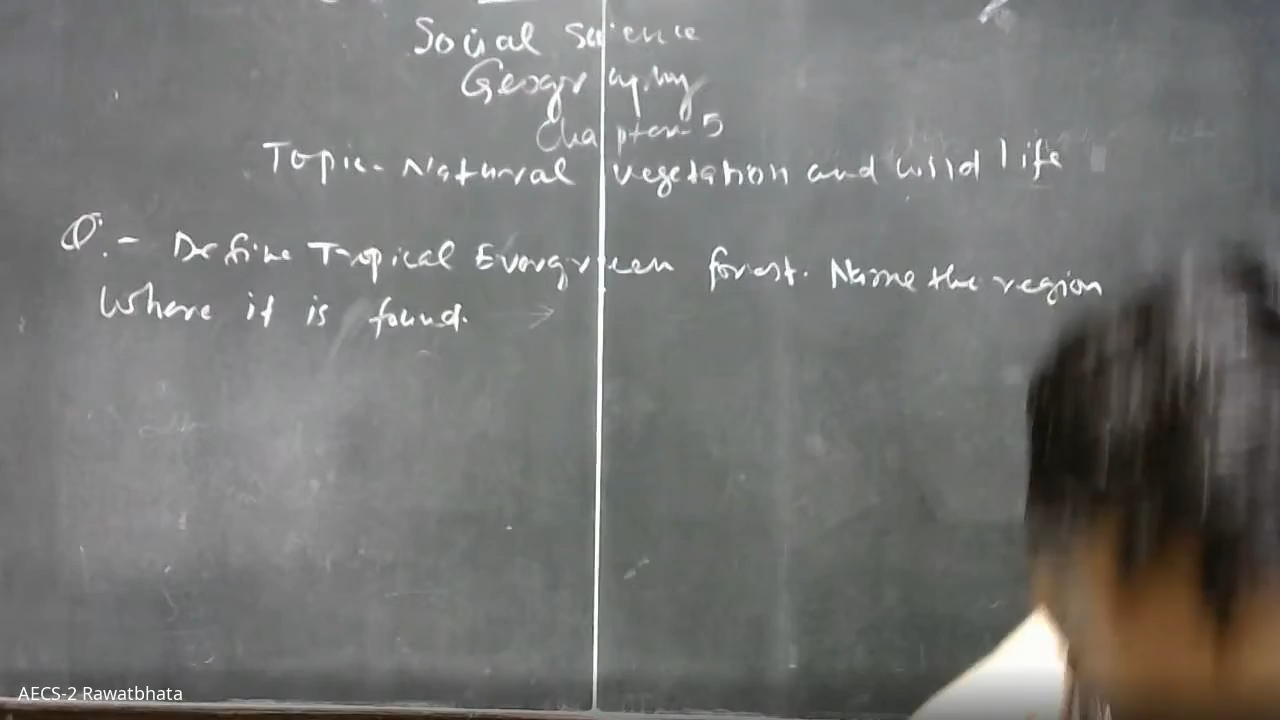 Social Science
Geography
Chapter-5
Topic- Natural vegetation and wild life
Q.- Define Tropical Evergreen forest. Name the region
where it is found. →
AECS-2 Rawatbhata